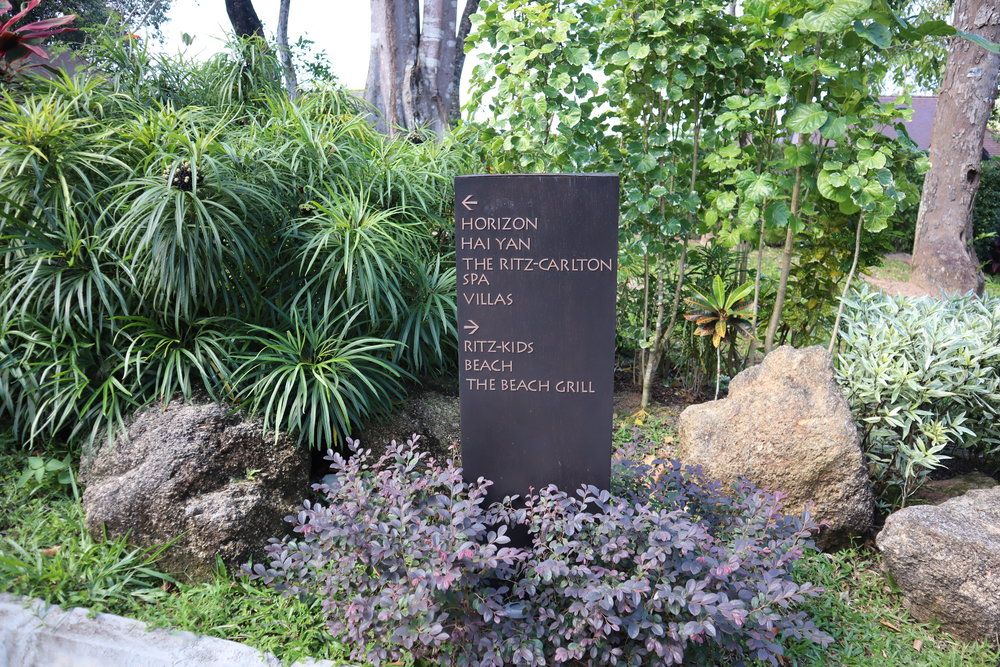 ←
HORIZON
HAI YAN
THE RITZ-CARLTON
SPA
VILLAS
→
RITZ-KIDS
BEACH
THE BEACH GRILL